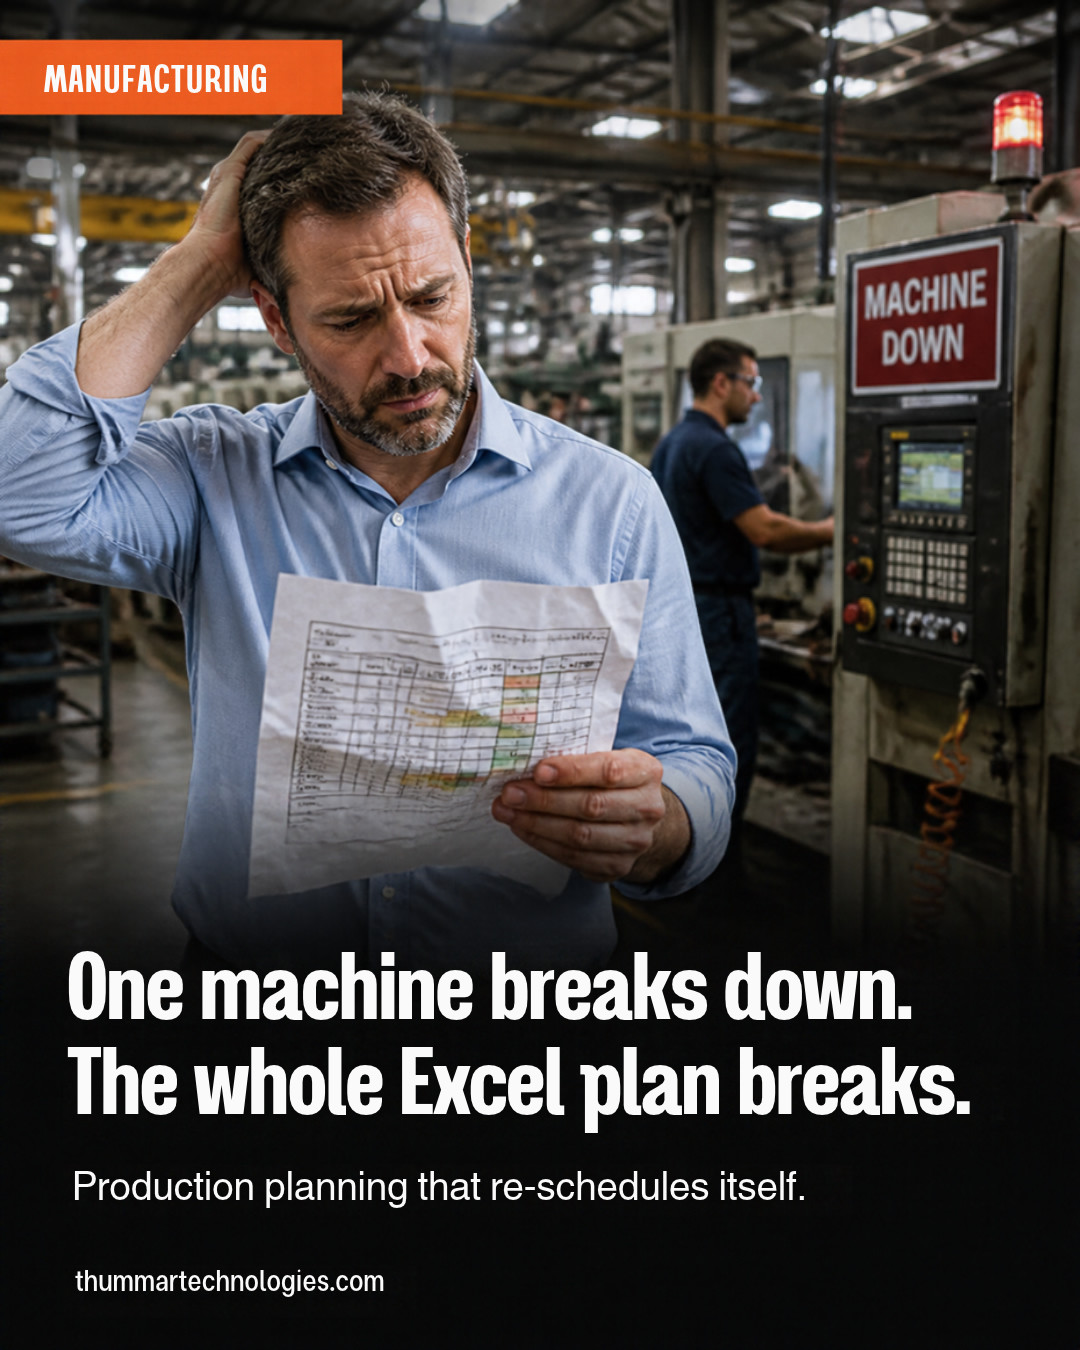 MANUFACTURING
MACHINE
DOWN
One machine breaks down.
The whole Excel plan breaks.
Production planning that re-schedules itself.
thummartechnologies.com